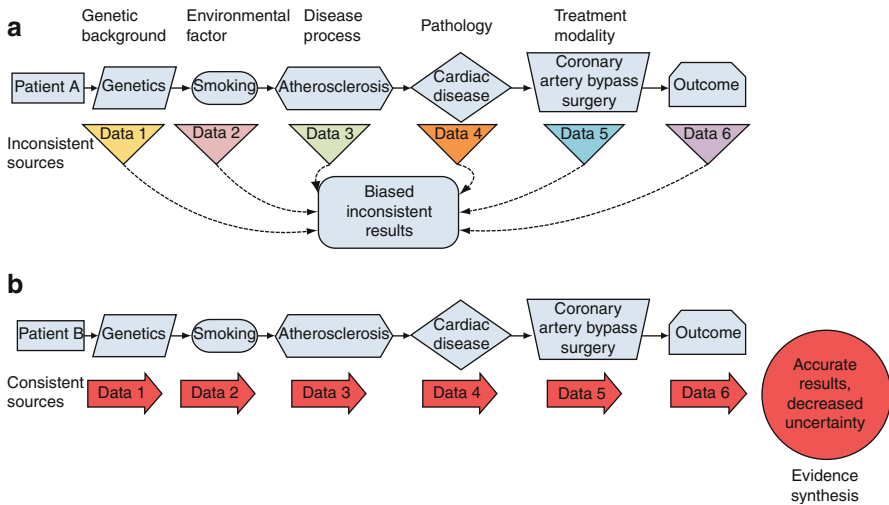 a
Genetic
background
Environmental
factor
Disease
process
Pathology
Treatment
modality
Patient A
Genetics
Smoking
Atherosclerosis
Cardiac
disease
Coronary
artery bypass
surgery
Outcome
Inconsistent
sources
Data 1
Data 2
Data 3
Data 4
Data 5
Data 6
Biased
inconsistent
results
b
Patient B
Genetics
Smoking
Atherosclerosis
Cardiac
disease
Coronary
artery bypass
surgery
Outcome
Consistent
sources
Data 1
Data 2
Data 3
Data 4
Data 5
Data 6
Accurate
results,
decreased
uncertainty
Evidence
synthesis